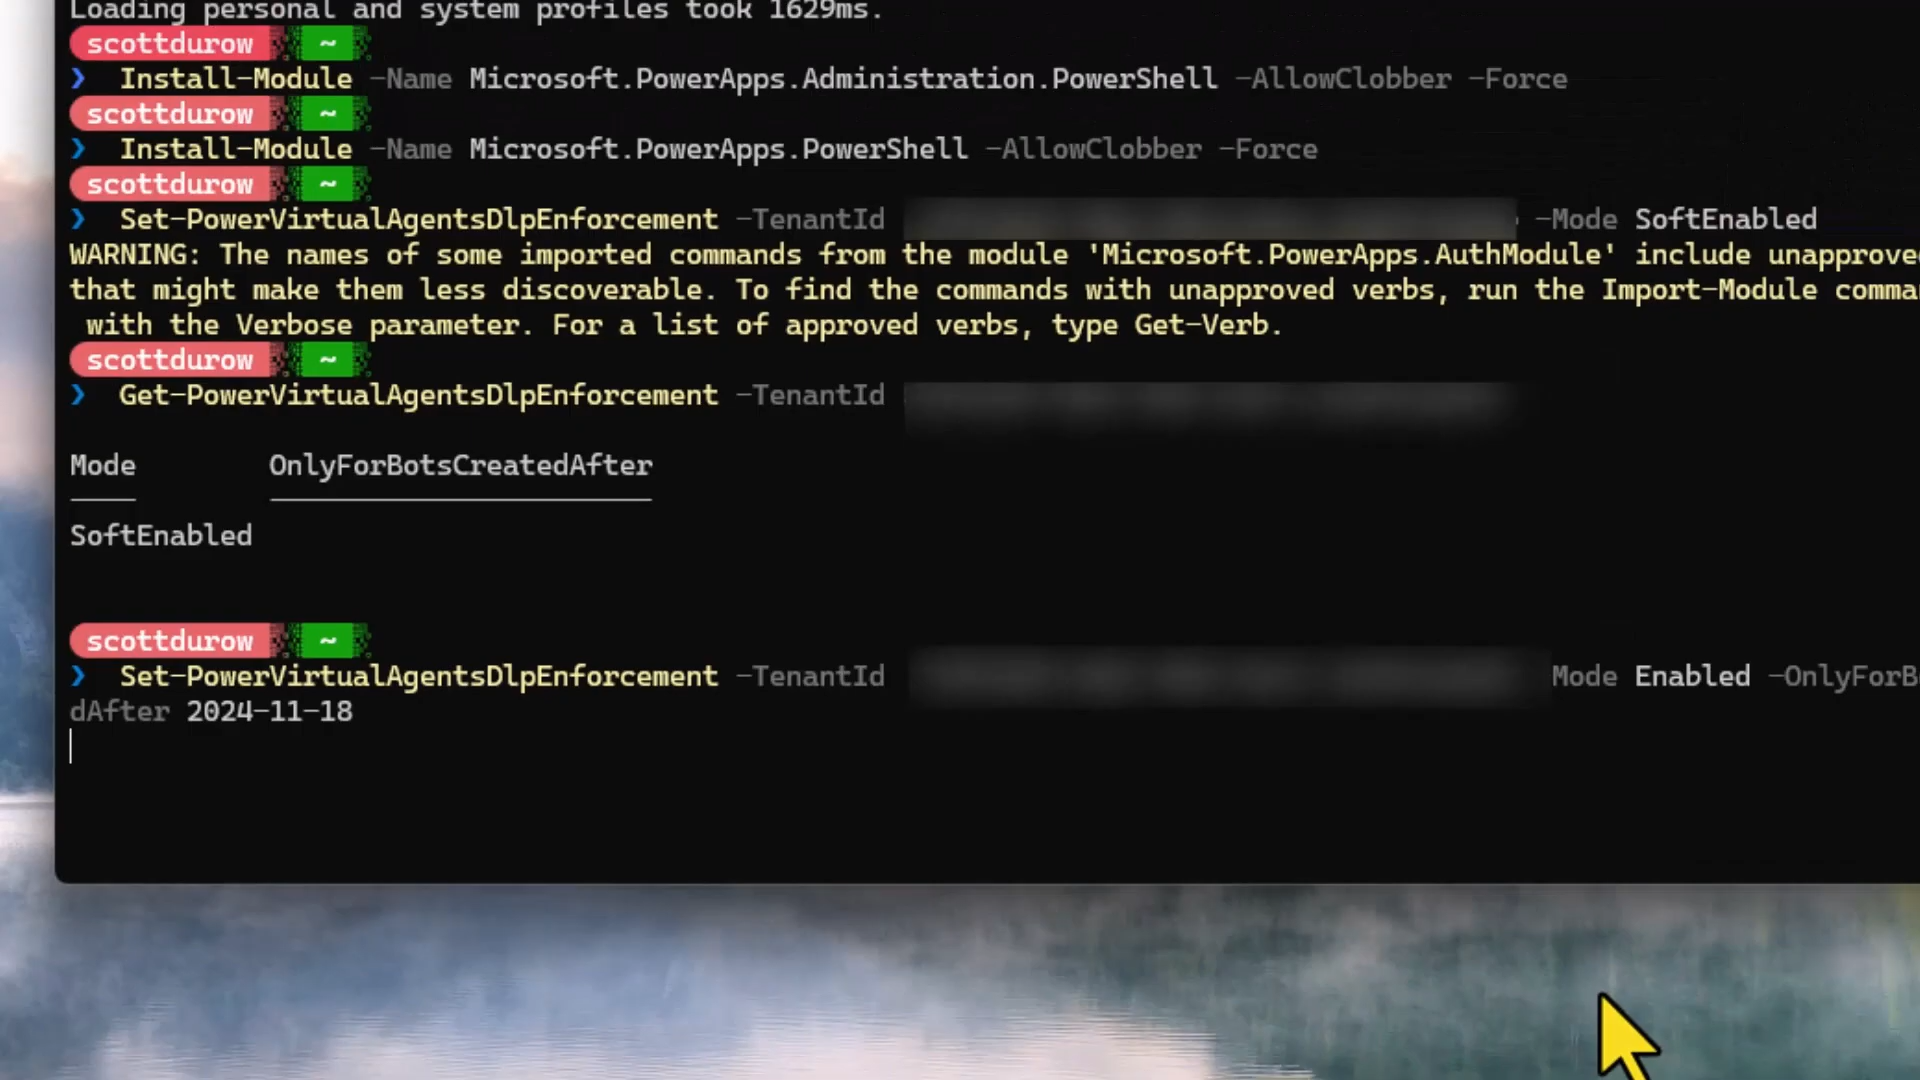 Loading personal and system profiles took 1629ms.
scottdurow ~
❯ Install-Module -Name Microsoft.PowerApps.Administration.PowerShell -AllowClobber -Force
scottdurow ~
❯ Install-Module -Name Microsoft.PowerApps.PowerShell -AllowClobber -Force
scottdurow ~
❯ Set-PowerVirtualAgentsDlpEnforcement -TenantId -Mode SoftEnabled
WARNING: The names of some imported commands from the module 'Microsoft.PowerApps.AuthModule' include unapprove
that might make them less discoverable. To find the commands with unapproved verbs, run the Import-Module comma
with the Verbose parameter. For a list of approved verbs, type Get-Verb.
scottdurow ~
❯ Get-PowerVirtualAgentsDlpEnforcement -TenantId
Mode OnlyForBotsCreatedAfter
SoftEnabled
scottdurow ~
❯ Set-PowerVirtualAgentsDlpEnforcement -TenantId Mode Enabled -OnlyForB
dAfter 2024-11-18